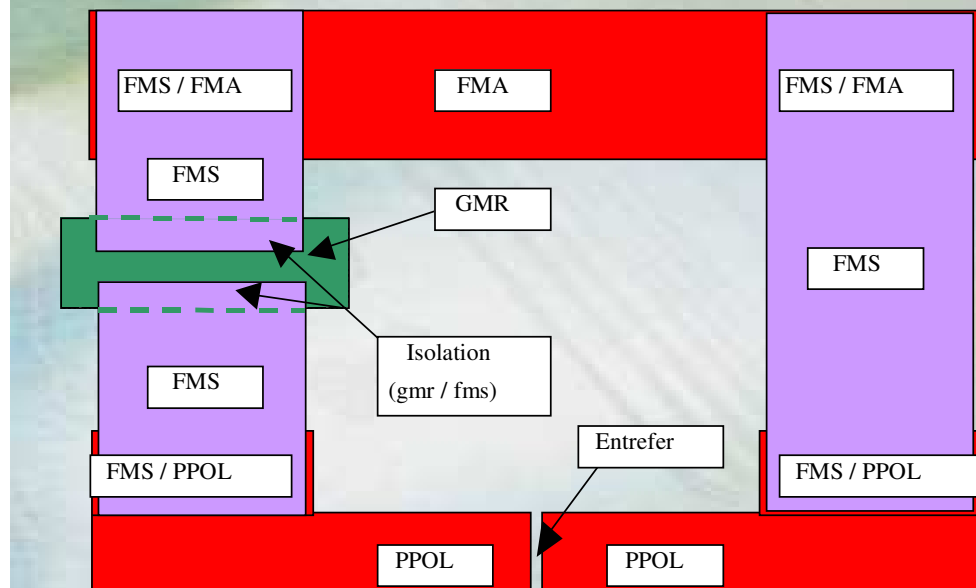 FMS / FMA
FMA
FMS / FMA
FMS
GMR
FMS
Isolation
(gmr / fms)
FMS
Entrefer
FMS / PPOL
FMS / PPOL
PPOL
PPOL